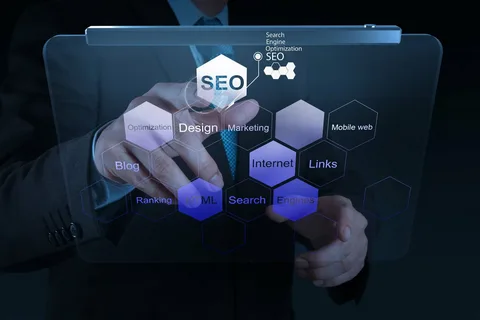 Search
Engine
Optimization
SEO
SEO
Optimization
Design
Marketing
Mobile web
Blog
Internet
Links
Ranking
ML
Search
Engine